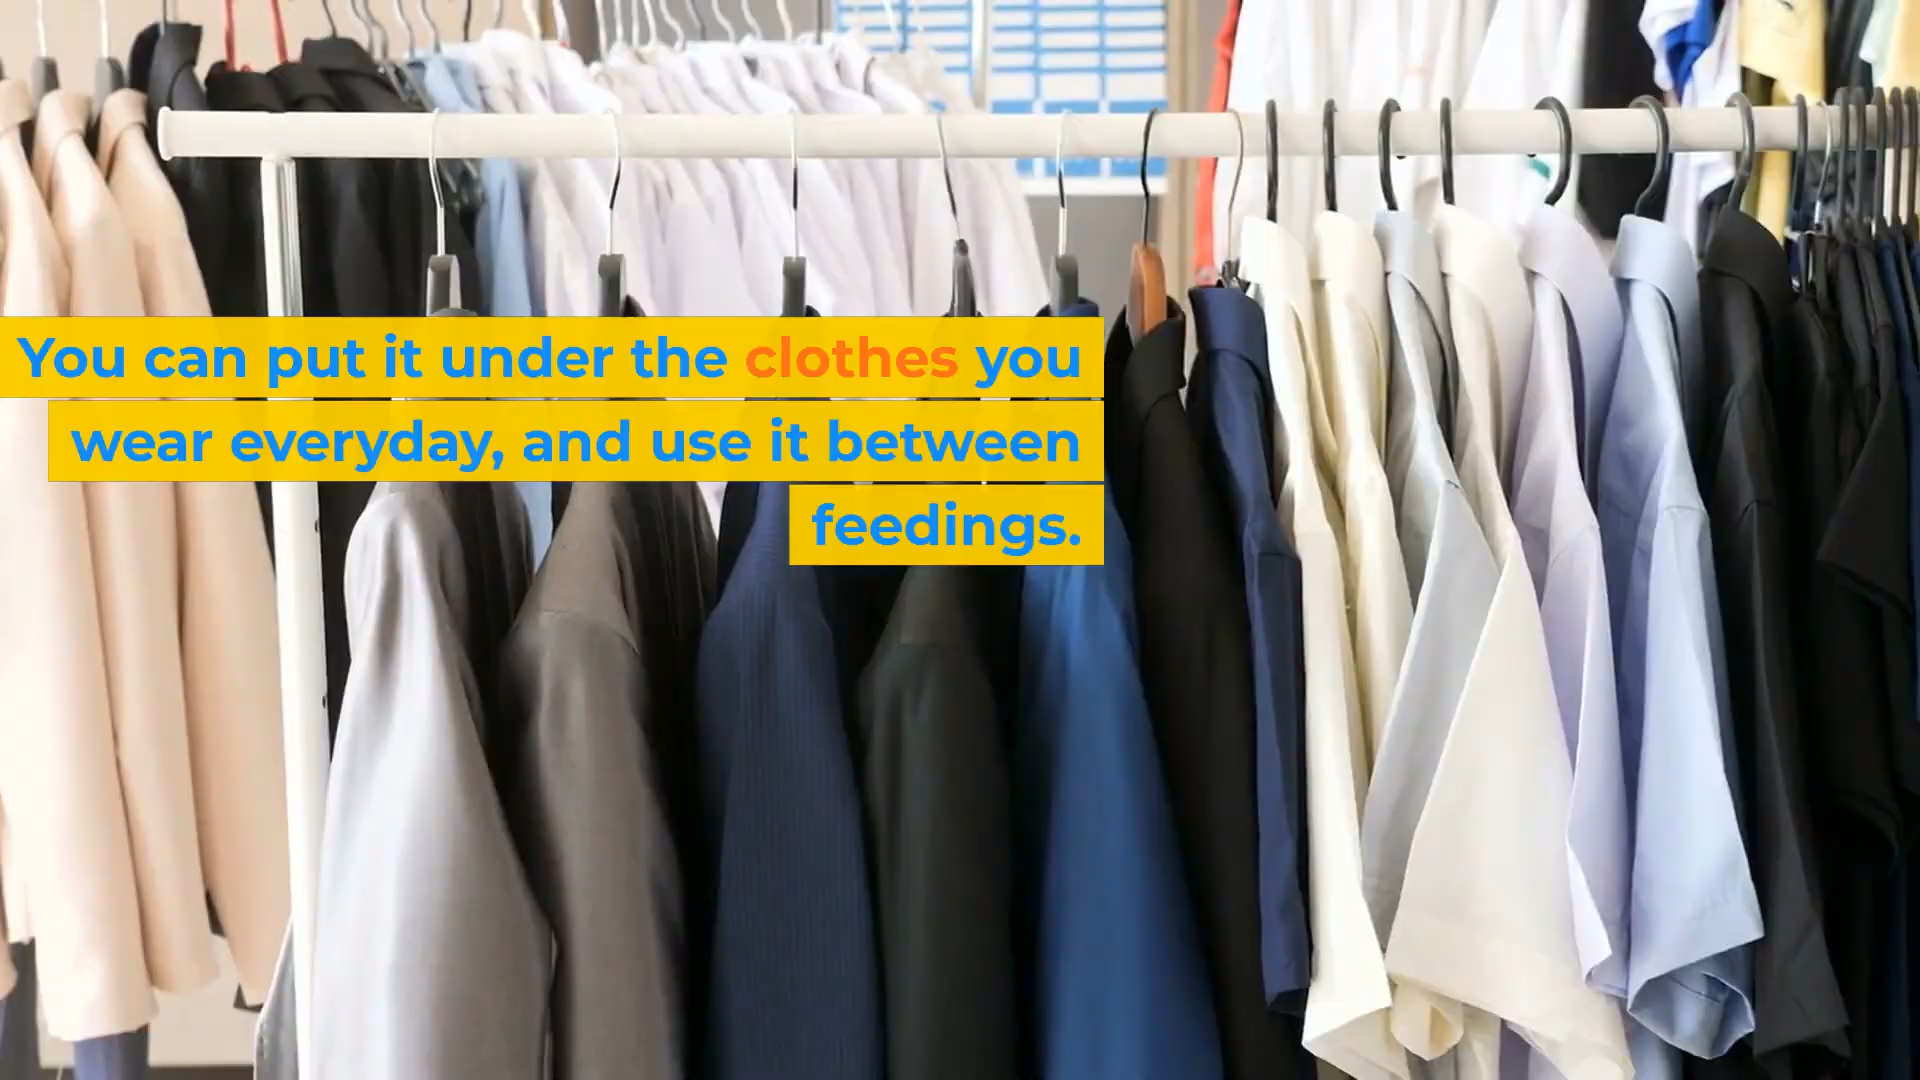 You can put it under the clothes you
wear everyday, and use it between
feedings.